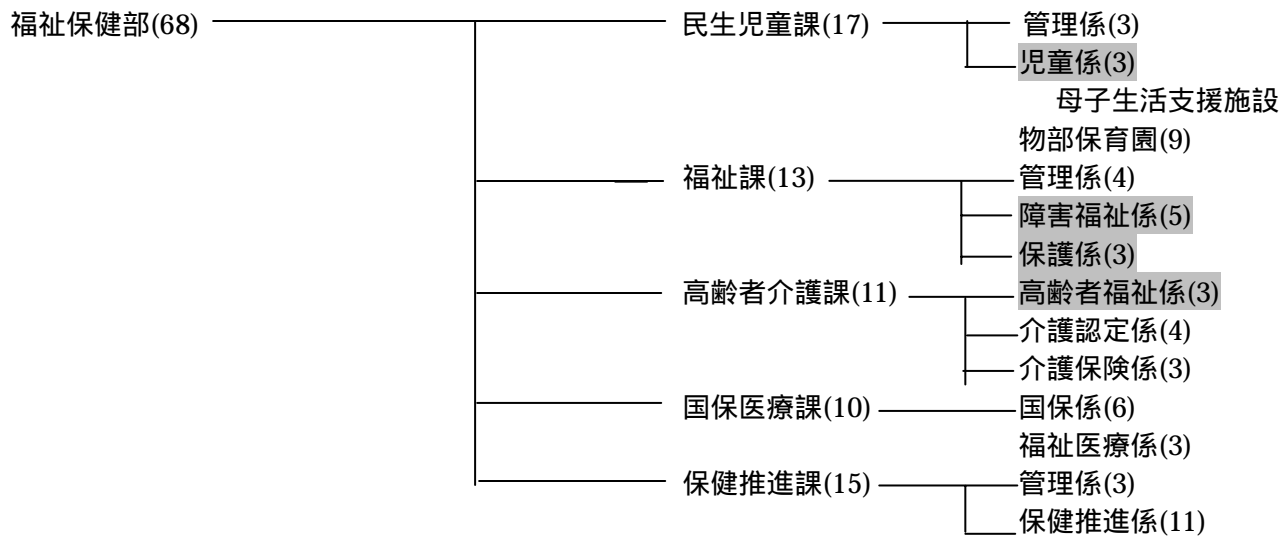 福祉保健部(68) 民生児童課(17) 管理係(3)
児童係(3)
母子生活支援施設
物部保育園(9)
福祉課(13) 管理係(4)
障害福祉係(5)
保護係(3)
高齢者介護課(11) 高齢者福祉係(3)
介護認定係(4)
介護保険係(3)
国保医療課(10) 国保係(6)
福祉医療係(3)
保健推進課(15) 管理係(3)
保健推進係(11)